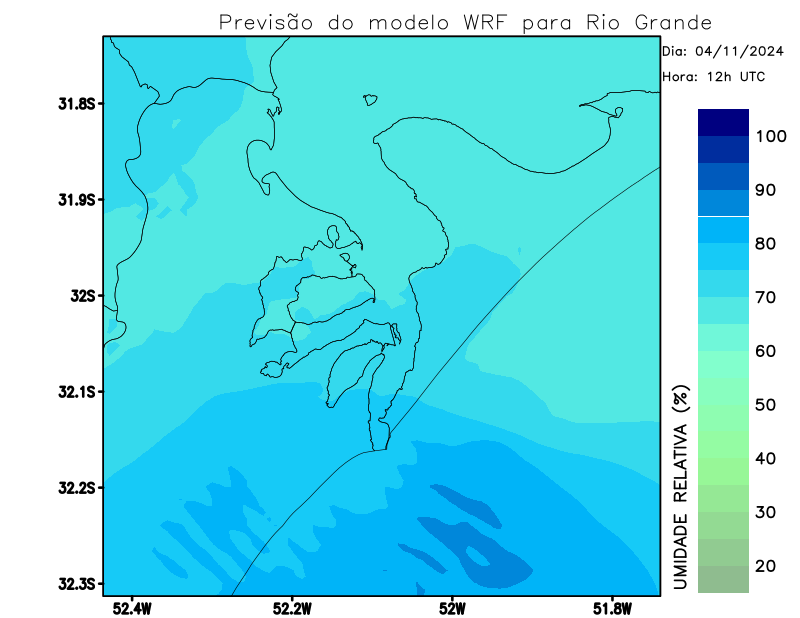 Previsão do modelo WRF para Rio Grande
Dia: 04/11/2024
Hora: 12h UTC
31.8S
31.9S
32S
32.1S
32.2S
32.3S
52.4W
52.2W
52W
51.8W
100
90
80
70
60
50
40
30
20
UMIDADE RELATIVA (%)